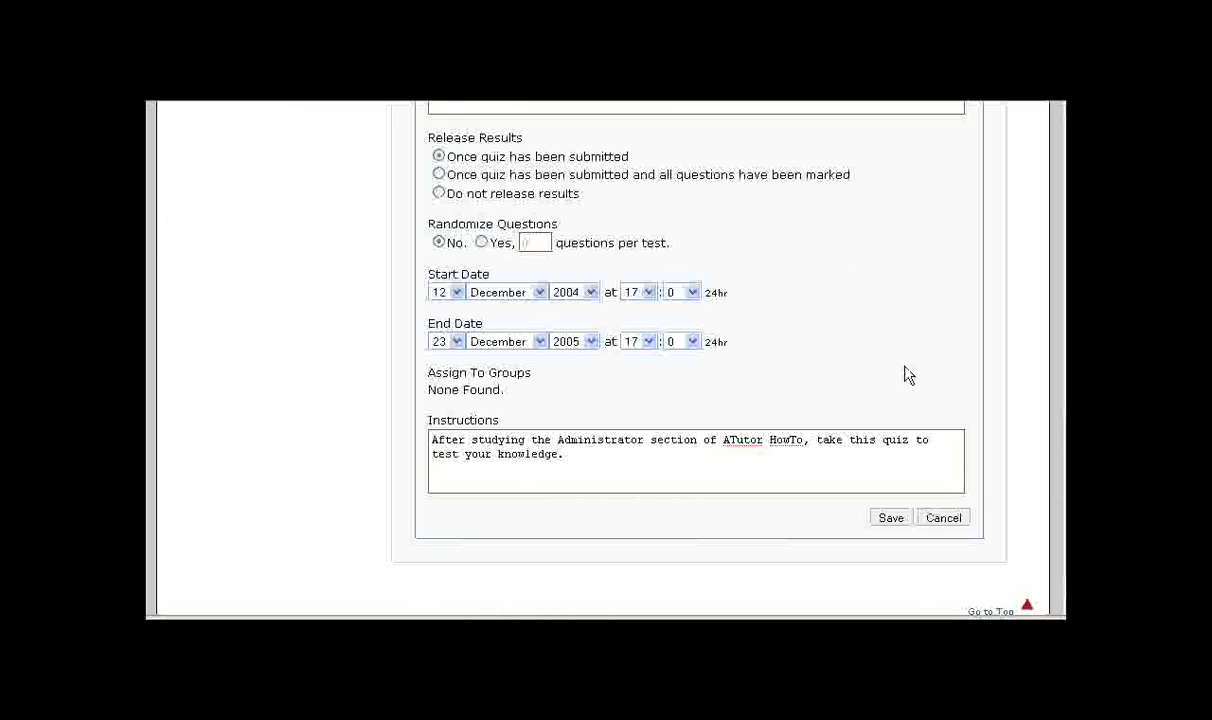 Release Results
Once quiz has been submitted
Once quiz has been submitted and all questions have been marked
Do not release results
Randomize Questions
No. Yes, questions per test.
Start Date
12 December 2004 at 17 : 0 24hr
End Date
23 December 2005 at 17 : 0 24hr
Assign To Groups
None Found.
Instructions
After studying the Administrator section of ATutor HowTo, take this quiz to
test your knowledge.
Save Cancel
Go to Top